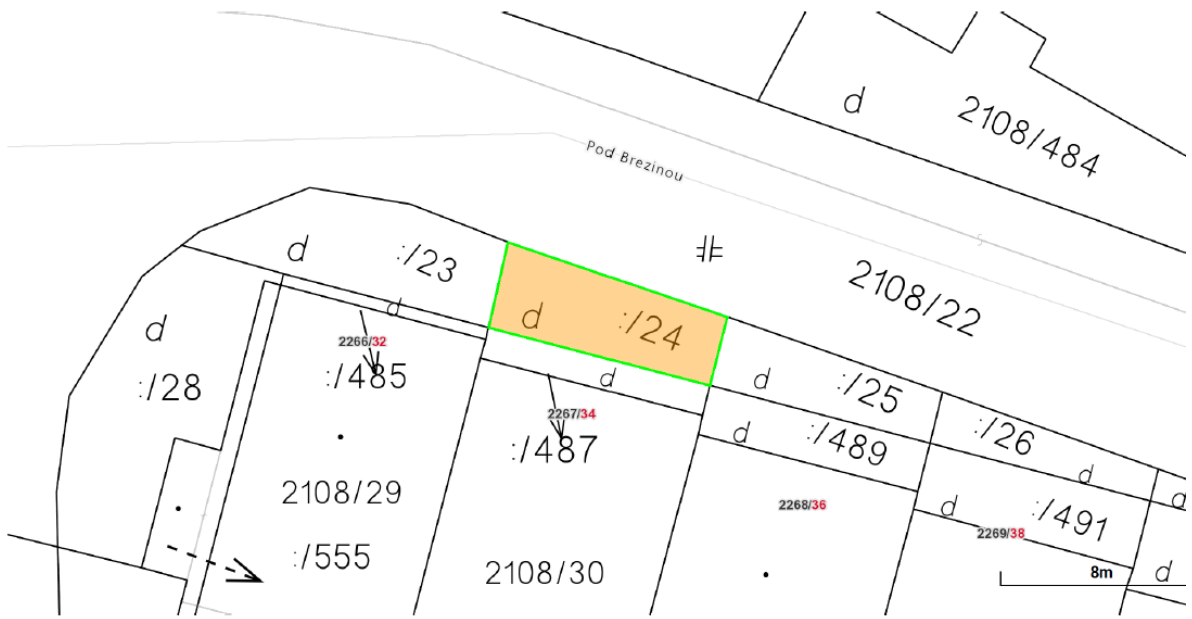 d
2108/484
Pod Brezinou
d
:/23
2108/22
d
:/24
d
d
2266/32
:/485
:/28
d
2267/34
:/487
d
:/25
d
:/489
:/26
d
d
2108/29
2268/36
d
:/491
2269/38
:/555
2108/30
8m
d